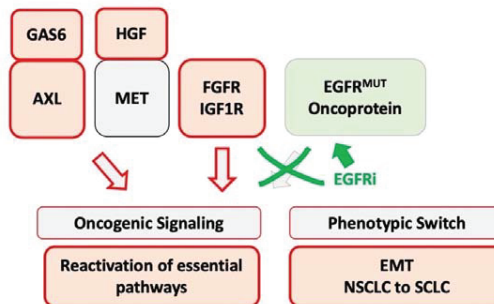 GAS6
HGF
AXL
MET
FGFR
IGF1R
EGFRMUT
Oncoprotein
EGFRi
Oncogenic Signaling
Phenotypic Switch
Reactivation of essential
pathways
EMT
NSCLC to SCLC